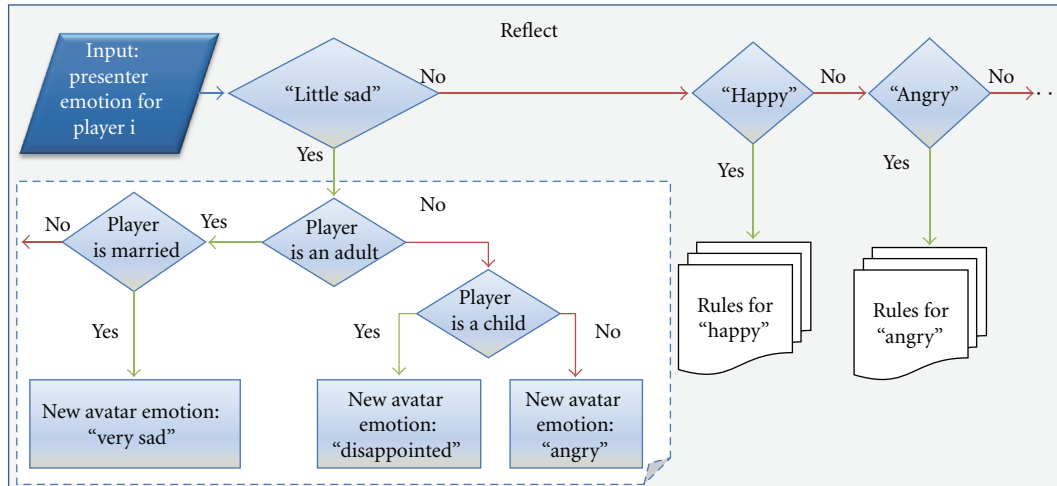 Reflect
Input:
presenter
emotion for
player i
“Little sad”
No
“Happy”
No
“Angry”
No
. .
Yes
Yes
Yes
No
Player
is married
Yes
Player
is an adult
No
Player
is a child
Yes
Yes
No
Rules for
“happy”
Rules for
“angry”
New avatar emotion:
“very sad”
New avatar
emotion:
“disappointed”
New avatar
emotion:
“angry”